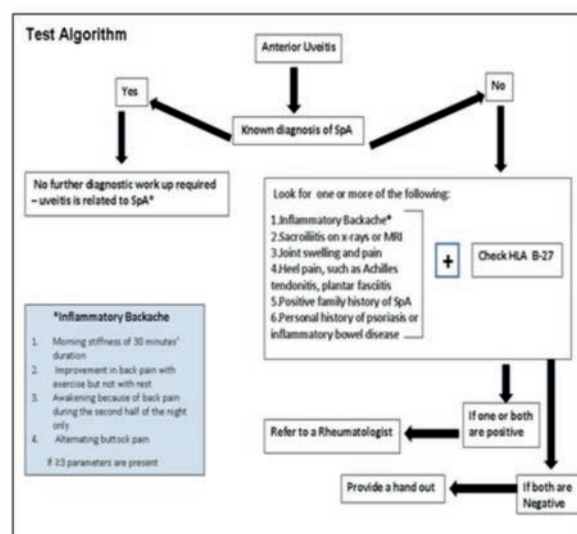 Test Algorithm
Anterior Uveitis
Yes
No
Known diagnosis of SpA
No further diagnostic work up required
– uveitis is related to SpA*
Look for one or more of the following:
1.Inflammatory Backache*
2.Sacroiliitis on x-rays or MRI
3.Joint swelling and pain
4.Heel pain, such as Achilles
tendonitis, plantar fasciitis
5.Positive family history of SpA
6.Personal history of psoriasis or
inflammatory bowel disease
+
Check HLA B-27
*Inflammatory Backache
1. Morning stiffness of 30 minutes'
duration
2. Improvement in back pain with
exercise but not with rest
3. Awakening because of back pain
during the second half of the night
only
4. Alternating buttock pain
If ≥3 parameters are present
Refer to a Rheumatologist
If one or both
are positive
Provide a hand out
If both are
Negative